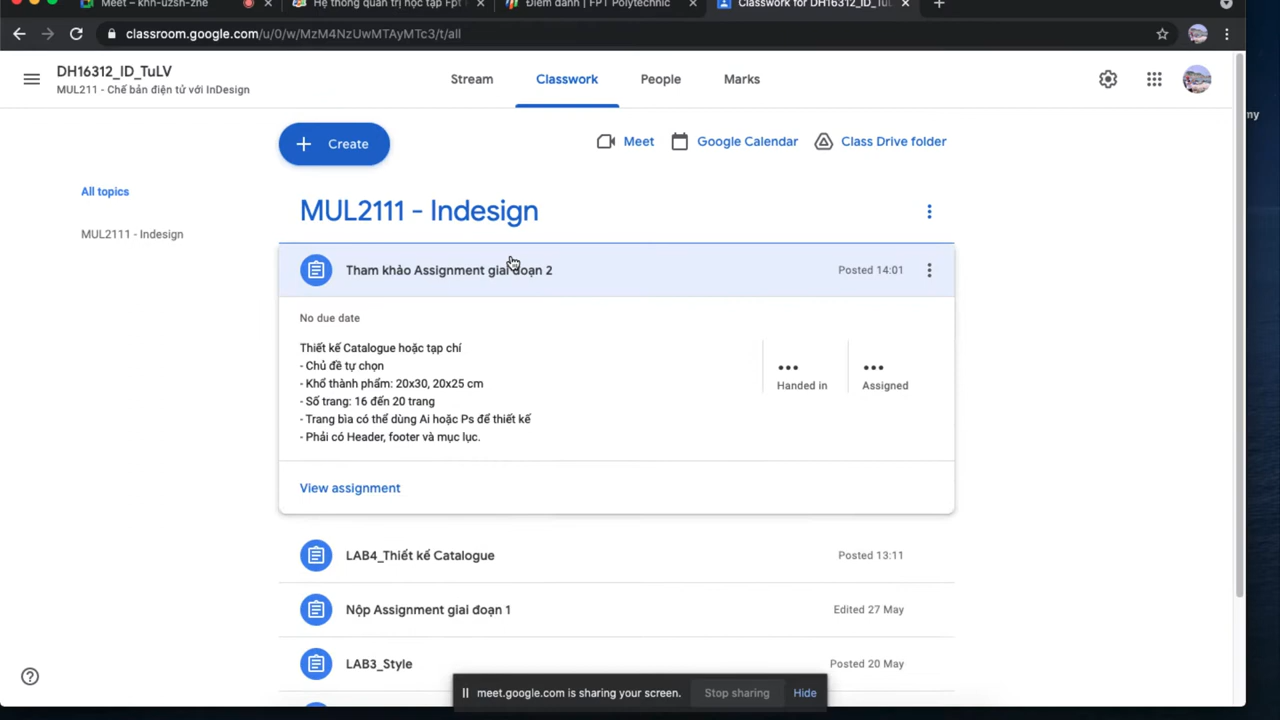 Meet – khh-uzsh-zhe
Hệ thống quản trị học tập Fpt
Điểm danh | FPT Polytechnic
Classwork for DH16312_ID_TuL
classroom.google.com/u/0/w/MzM4NzUwMTAyMTc3/t/all
DH16312_ID_TuLV
MUL211 - Chế bản điện tử với InDesign
Stream
Classwork
People
Marks
my
Create
Meet
Google Calendar
Class Drive folder
All topics
MUL2111 - Indesign
MUL2111 - Indesign
Tham khảo Assignment giai đoạn 2
Posted 14:01
No due date
Thiết kế Catalogue hoặc tạp chí
- Chủ đề tự chọn
- Khổ thành phẩm: 20x30, 20x25 cm
- Số trang: 16 đến 20 trang
- Trang bìa có thể dùng Ai hoặc Ps để thiết kế
- Phải có Header, footer và mục lục.
Handed in
Assigned
View assignment
LAB4_Thiết kế Catalogue
Posted 13:11
Nộp Assignment giai đoạn 1
Edited 27 May
LAB3_Style
Posted 20 May
meet.google.com is sharing your screen.
Stop sharing
Hide